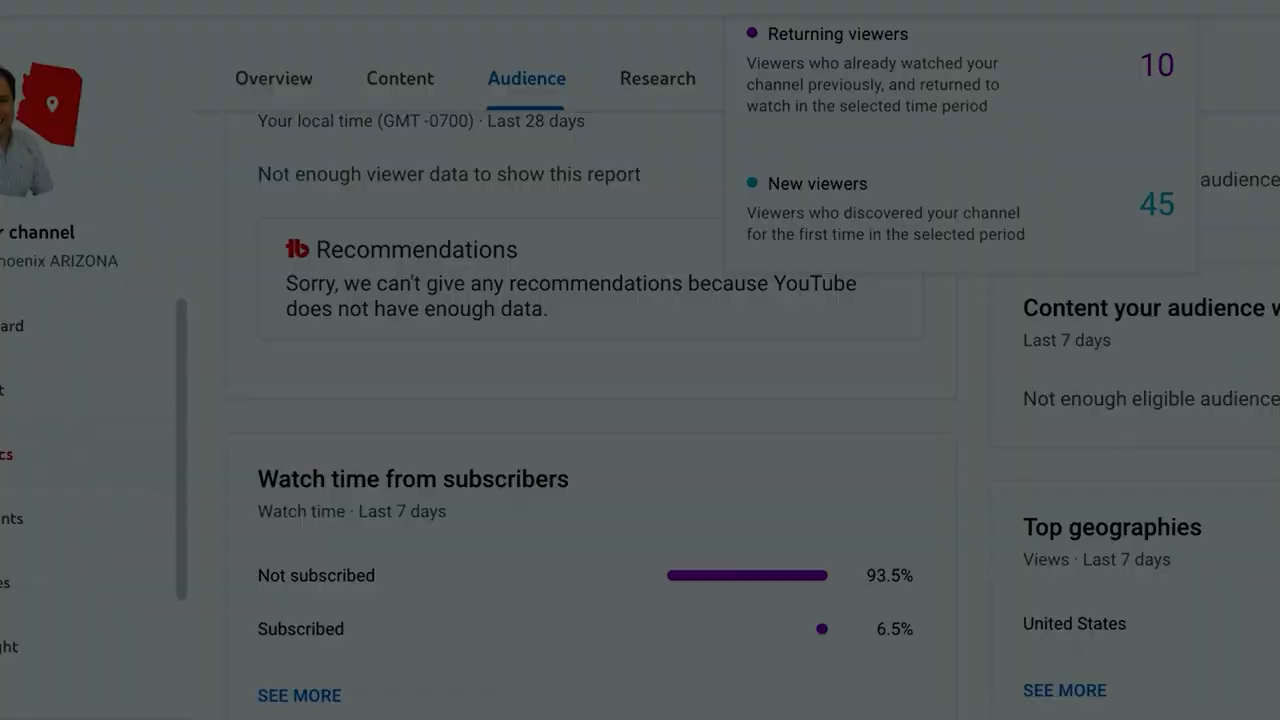 Overview
Content
Audience
Research
Your local time (GMT -0700) · Last 28 days
Not enough viewer data to show this report
Recommendations
Sorry, we can't give any recommendations because YouTube
does not have enough data.
Returning viewers
Viewers who already watched your
channel previously, and returned to
watch in the selected time period
10
New viewers
Viewers who discovered your channel
for the first time in the selected period
45
audience
r channel
hoenix ARIZONA
ard
t
cs
nts
es
ght
Watch time from subscribers
Watch time · Last 7 days
Not subscribed
93.5%
Subscribed
6.5%
SEE MORE
Content your audience w
Last 7 days
Not enough eligible audience
Top geographies
Views · Last 7 days
United States
SEE MORE